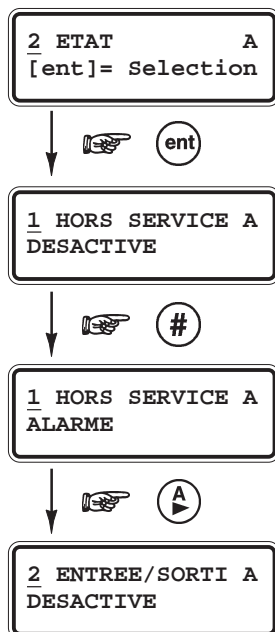 2 ETAT A
[ent]= Selection
ent
1 HORS SERVICE A
DESACTIVE
#
1 HORS SERVICE A
ALARME
A
2 ENTREE/SORTI A
DESACTIVE